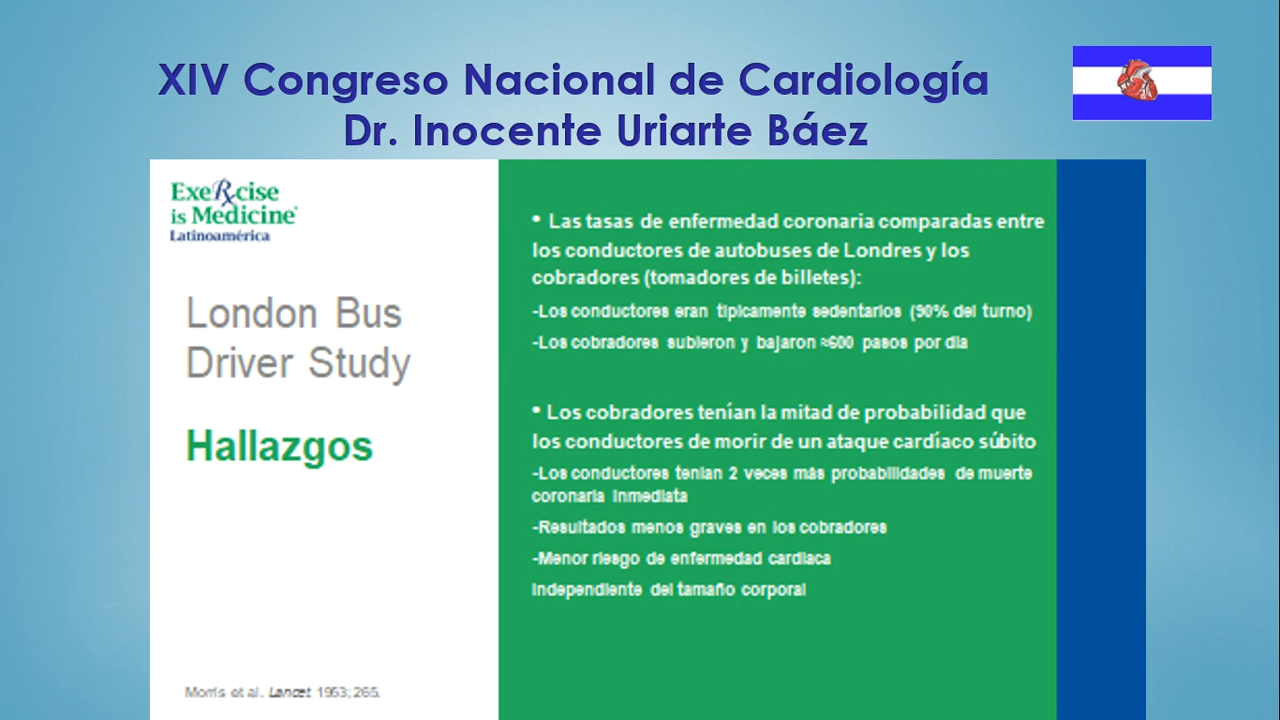 XIV Congreso Nacional de Cardiología
Dr. Inocente Uriarte Báez
ExeRxcise
is Medicine®
Latinoamérica
London Bus
Driver Study
Hallazgos
• Las tasas de enfermedad coronaria comparadas entre
los conductores de autobuses de Londres y los
cobradores (tomadores de billetes):
-Los conductores eran tipicamente sedentarios (90% del turno)
-Los cobradores subieron y bajaron ≈600 pasos por dia
• Los cobradores tenían la mitad de probabilidad que
los conductores de morir de un ataque cardíaco súbito
-Los conductores tenian 2 veces más probabilidades de muerte
coronaria inmediata
-Resultados menos graves en los cobradores
-Menor riesgo de enfermedad cardiaca
independiente del tamaño corporal
Morris et al. Lancet 1953; 265.